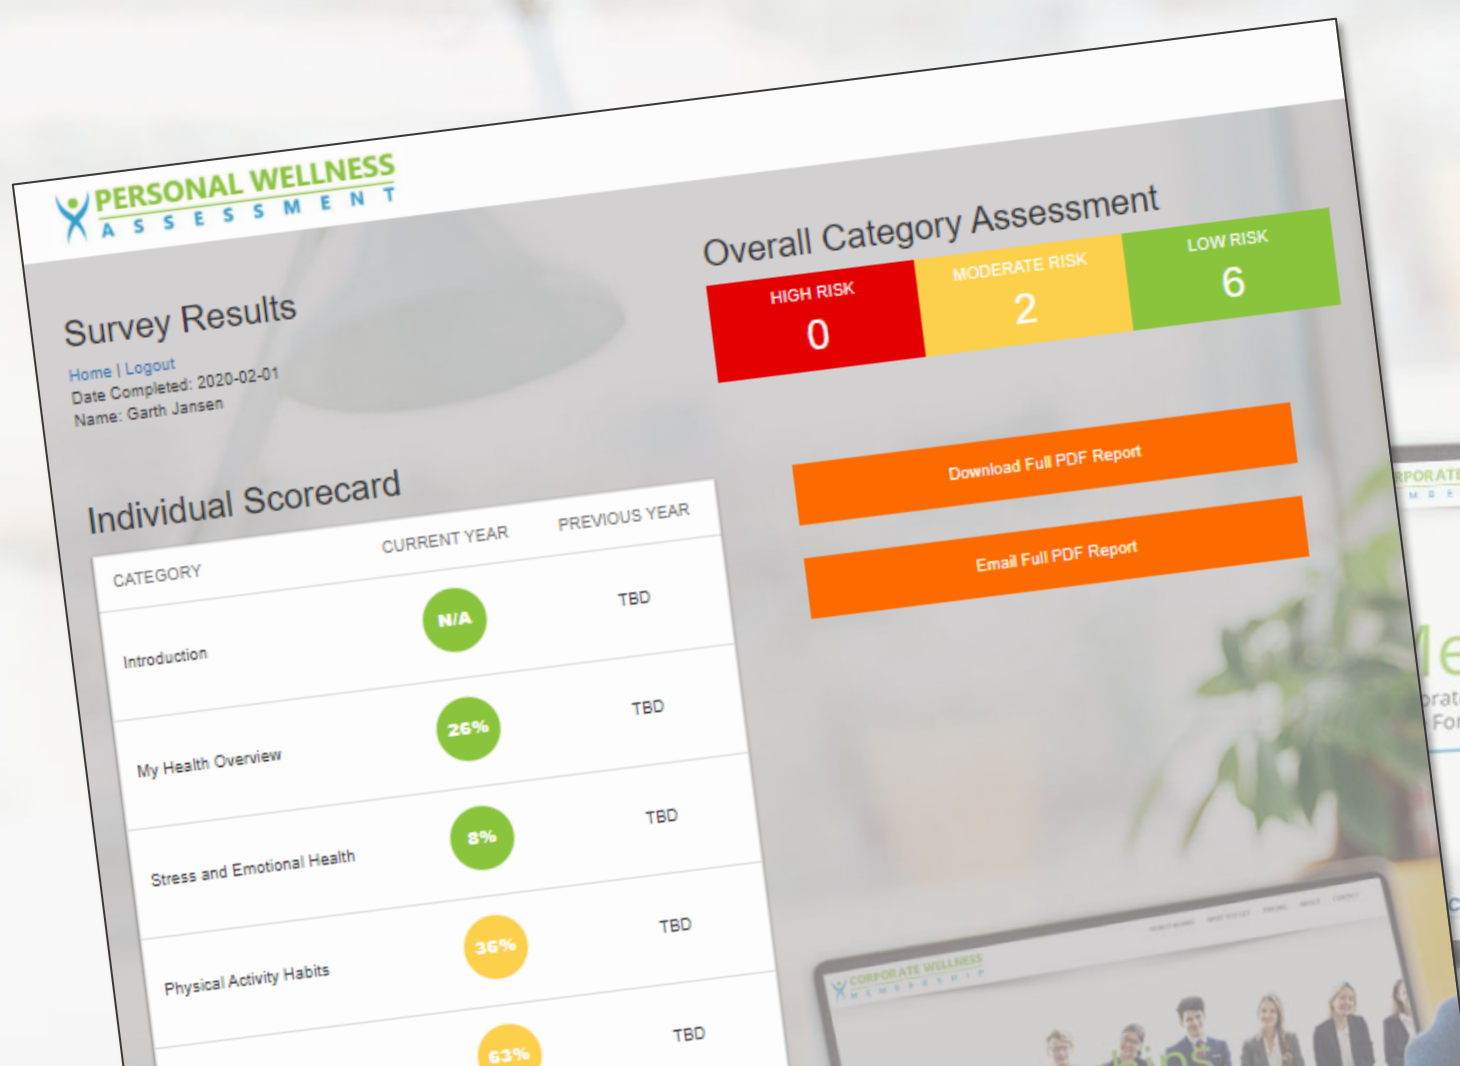 PERSONAL WELLNESS
ASSESSMENT
Overall Category Assessment
HIGH RISK
0
MODERATE RISK
2
LOW RISK
6
Survey Results
Home | Logout
Date Completed: 2020-02-01
Name: Garth Jansen
Download Full PDF Report
Email Full PDF Report
Individual Scorecard
CATEGORY CURRENT YEAR PREVIOUS YEAR
Introduction N/A TBD
My Health Overview 26% TBD
Stress and Emotional Health 8% TBD
Physical Activity Habits 36% TBD
63% TBD
CORPORATE WELLNESS
MEMBERSHIP